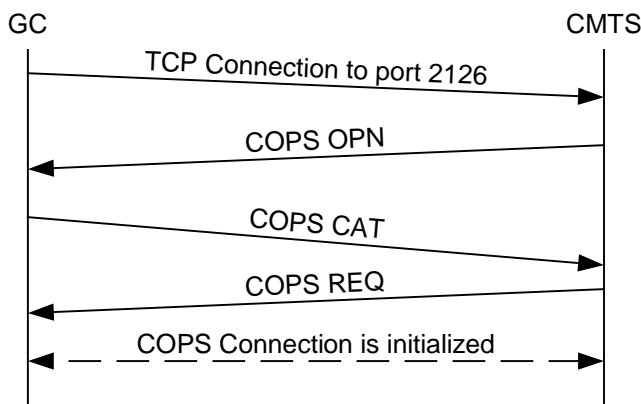 GC
CMTS
TCP Connection to port 2126
COPS OPN
COPS CAT
COPS REQ
COPS Connection is initialized